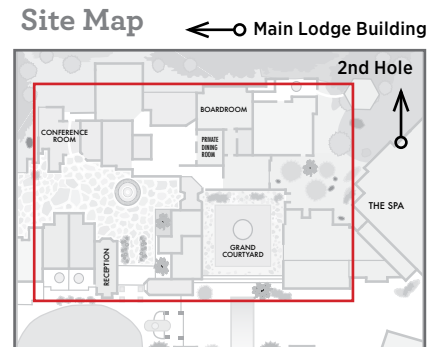 Site Map
Main Lodge Building
2nd Hole
BOARDROOM
CONFERENCE
ROOM
PRIVATE
DINING
ROOM
THE SPA
GRAND
COURTYARD
RECEPTION